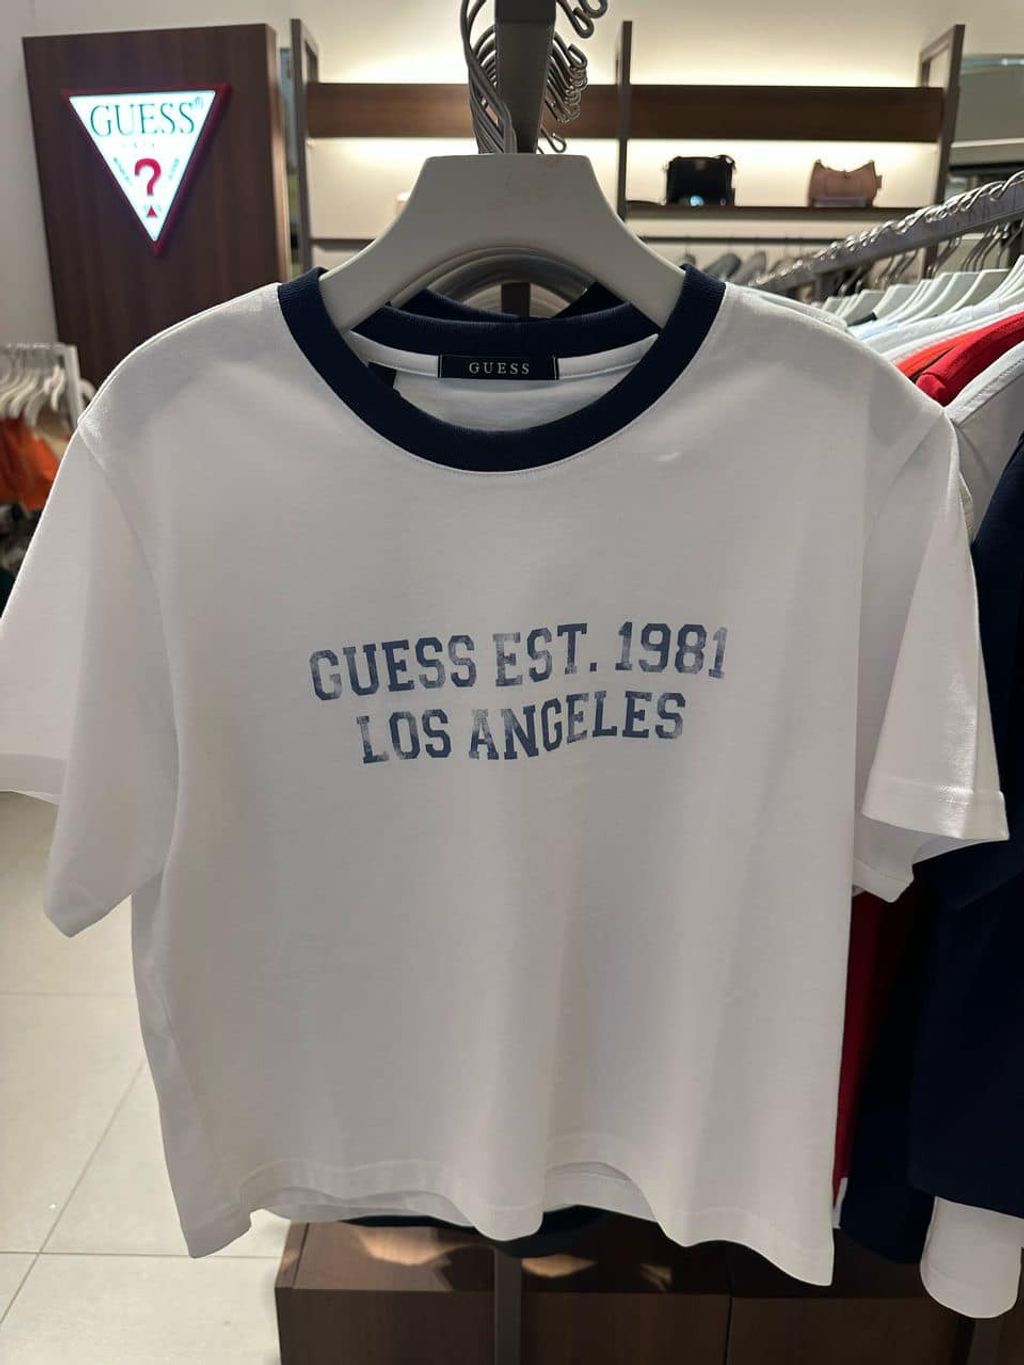 GUESS®
?
GUESS
GUESS EST. 1981
LOS ANGELES